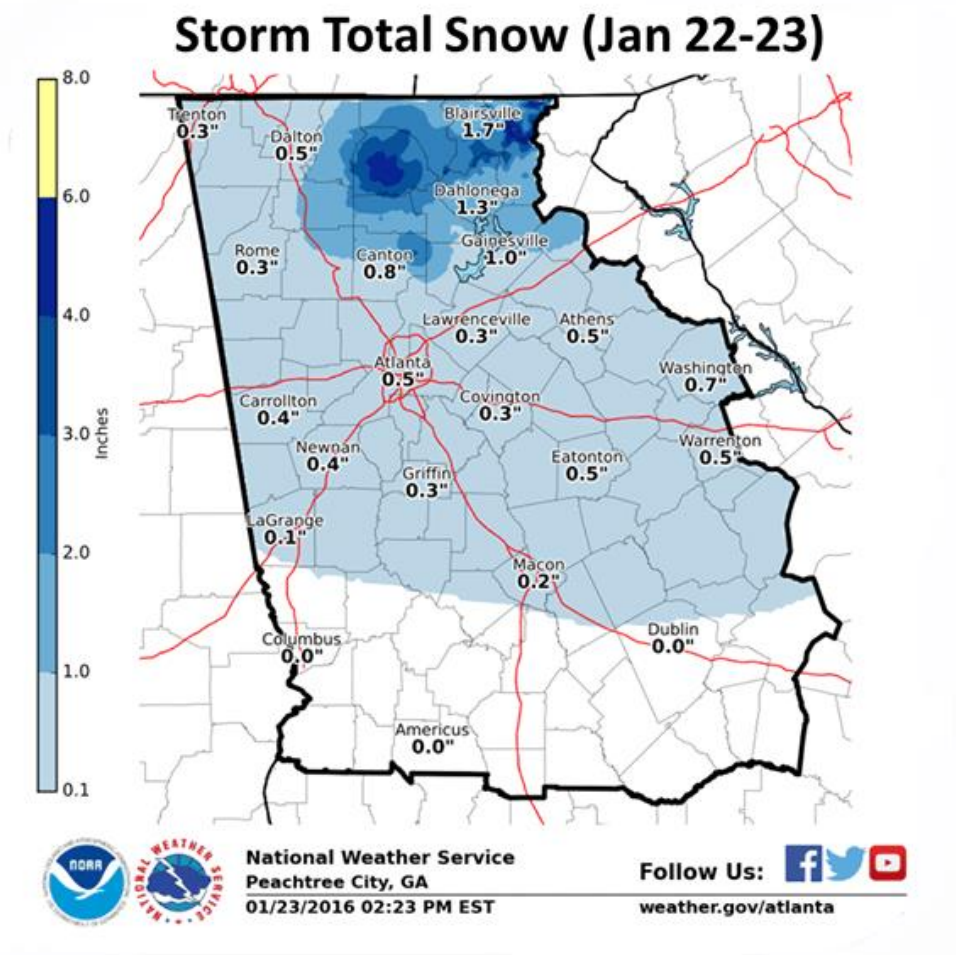 Storm Total Snow (Jan 22-23)
8.0
6.0
4.0
3.0
2.0
1.0
0.1
Inches
Trenton
0.3"
Dalton
0.5"
Blairsville
1.7"
Dahlonega
1.3"
Rome
0.3"
Canton
0.8"
Gainesville
1.0"
Lawrenceville
0.3"
Athens
0.5"
Atlanta
0.5"
Washington
0.7"
Carrollton
0.4"
Covington
0.3"
Newnan
0.4"
Griffin
0.3"
Eatonton
0.5"
Warrenton
0.5"
LaGrange
0.1"
Macon
0.2"
Columbus
0.0"
Dublin
0.0"
Americus
0.0"
NOAA
NATIONAL WEATHER SERVICE
National Weather Service
Peachtree City, GA
01/23/2016 02:23 PM EST
Follow Us:
weather.gov/atlanta